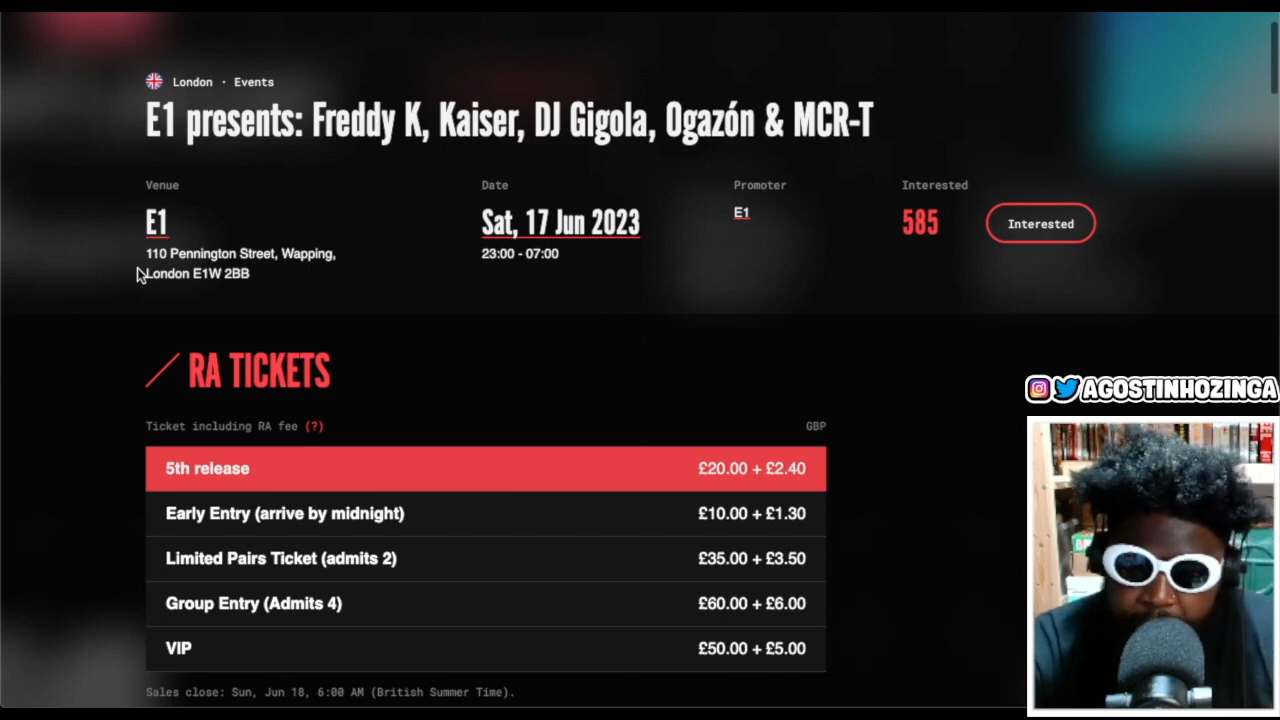 London · Events
E1 presents: Freddy K, Kaiser, DJ Gigola, Ogazón & MCR-T
Venue
Date
Promoter
Interested
E1
Sat, 17 Jun 2023
E1
585
Interested
110 Pennington Street, Wapping,
London E1W 2BB
23:00 - 07:00
RA TICKETS
Ticket including RA fee (?)
GBP
5th release £20.00 + £2.40
Early Entry (arrive by midnight) £10.00 + £1.30
Limited Pairs Ticket (admits 2) £35.00 + £3.50
Group Entry (Admits 4) £60.00 + £6.00
VIP £50.00 + £5.00
Sales close: Sun, Jun 18, 6:00 AM (British Summer Time).
AGOSTINHOZINGA